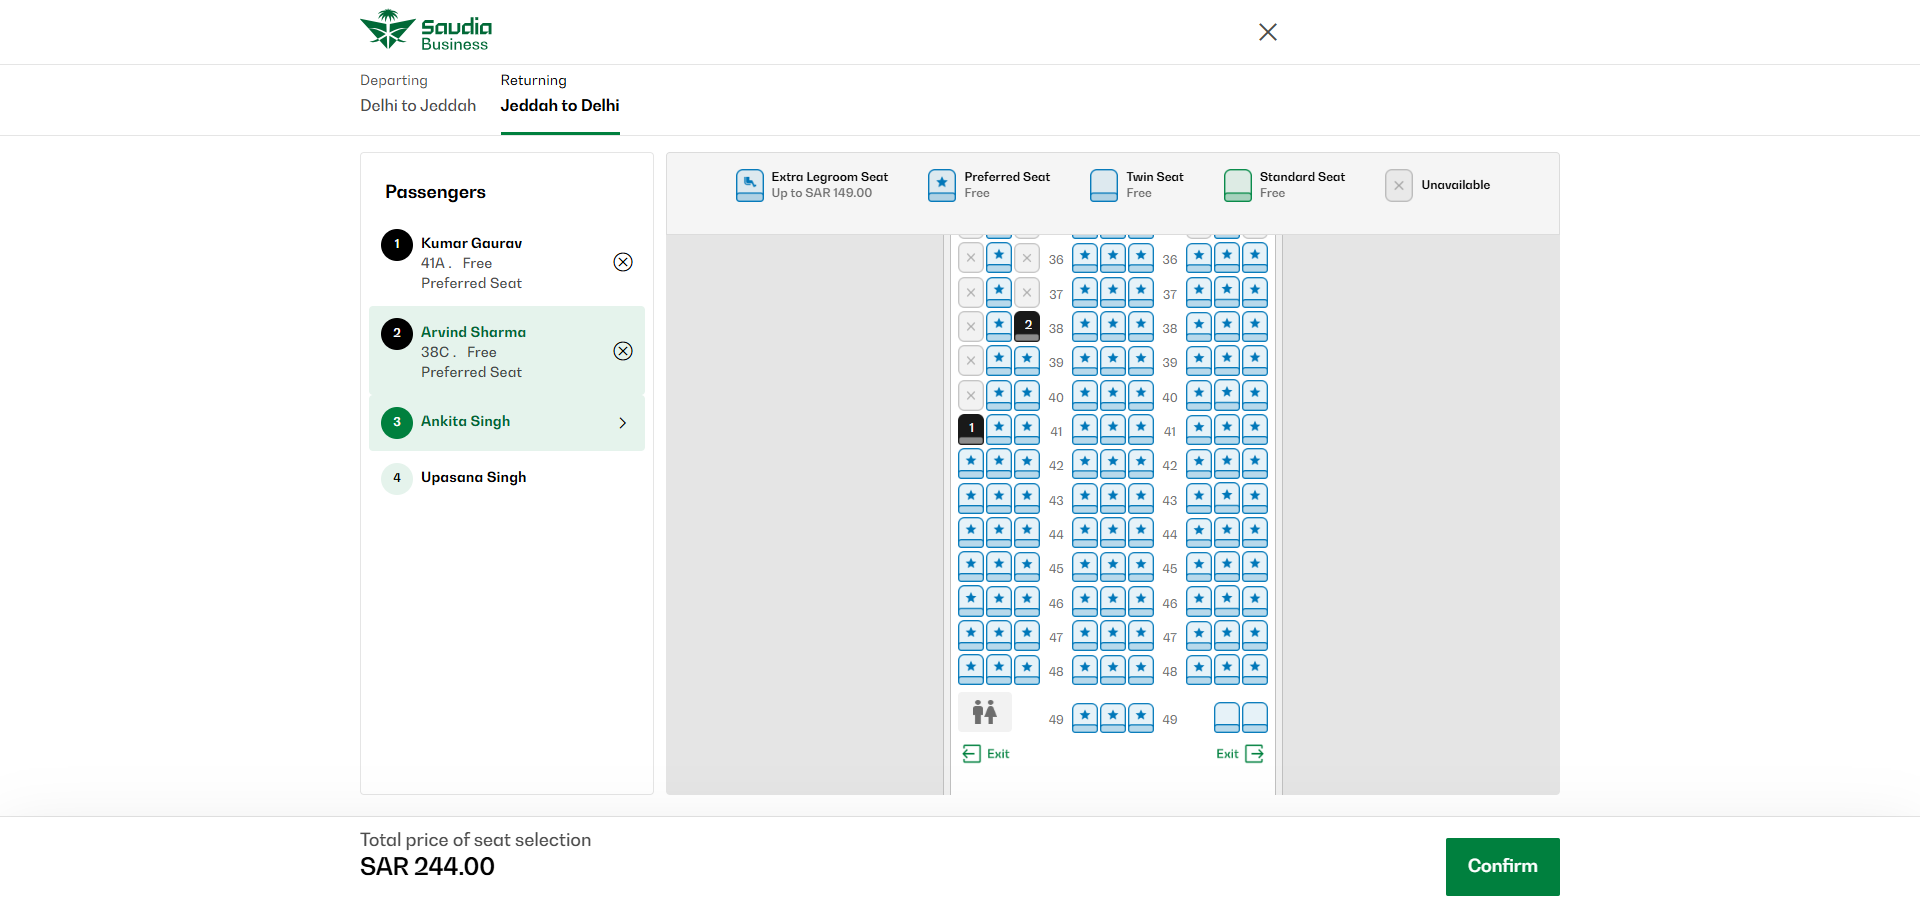 Saudia
Business
Departing
Delhi to Jeddah
Returning
Jeddah to Delhi
Passengers
1
Kumar Gaurav
41A . Free
Preferred Seat
2
Arvind Sharma
38C . Free
Preferred Seat
3
Ankita Singh
4
Upasana Singh
Extra Legroom Seat
Up to SAR 149.00
Preferred Seat
Free
Twin Seat
Free
Standard Seat
Free
Unavailable
36 36
37 37
2 38 38
39 39
40 40
1 41 41
42 42
43 43
44 44
45 45
46 46
47 47
48 48
49 49
Exit Exit
Total price of seat selection
SAR 244.00
Confirm